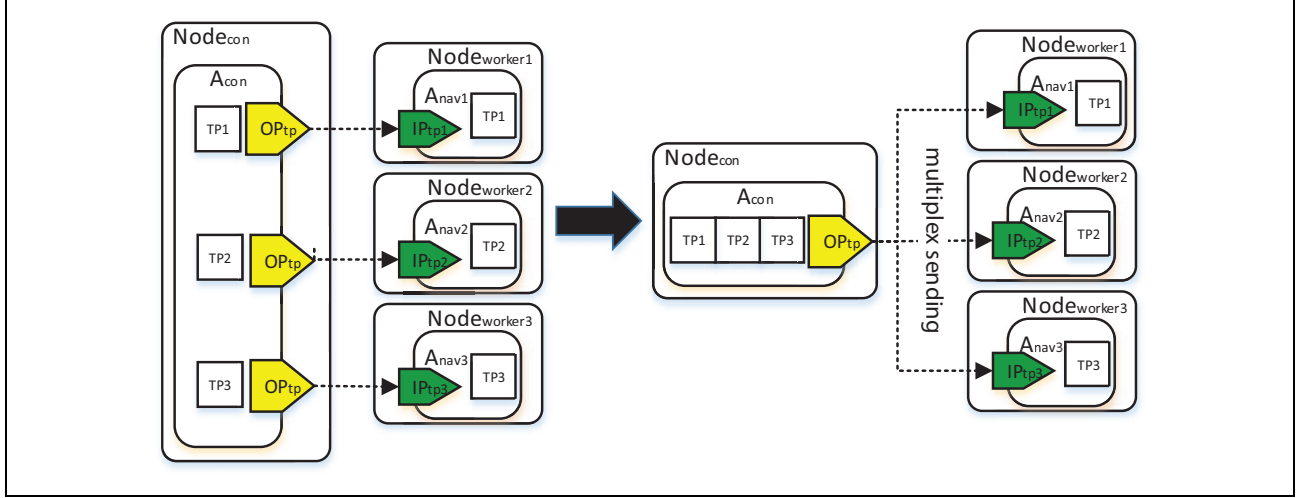 Nodecon
Acon
TP1
OPtp
TP2
OPtp
TP3
OPtp
Nodeworker1
Anav1
IPtp1
TP1
Nodeworker2
Anav2
IPtp2
TP2
Nodeworker3
Anav3
IPtp3
TP3
Nodecon
Acon
TP1 TP2 TP3 OPtp
multiplex sending
Nodeworker1
Anav1
IPtp1
TP1
Nodeworker2
Anav2
IPtp2
TP2
Nodeworker3
Anav3
IPtp3
TP3